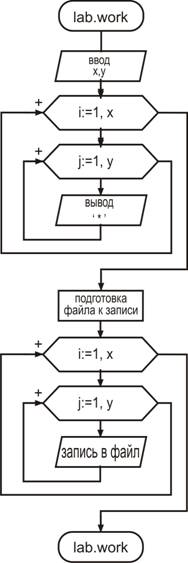 lab.work
ввод
x,y
+
i:=1, x
+
j:=1, y
вывод
‘*’
подготовка
файла к записи
+
i:=1, x
+
j:=1, y
запись в файл
lab.work